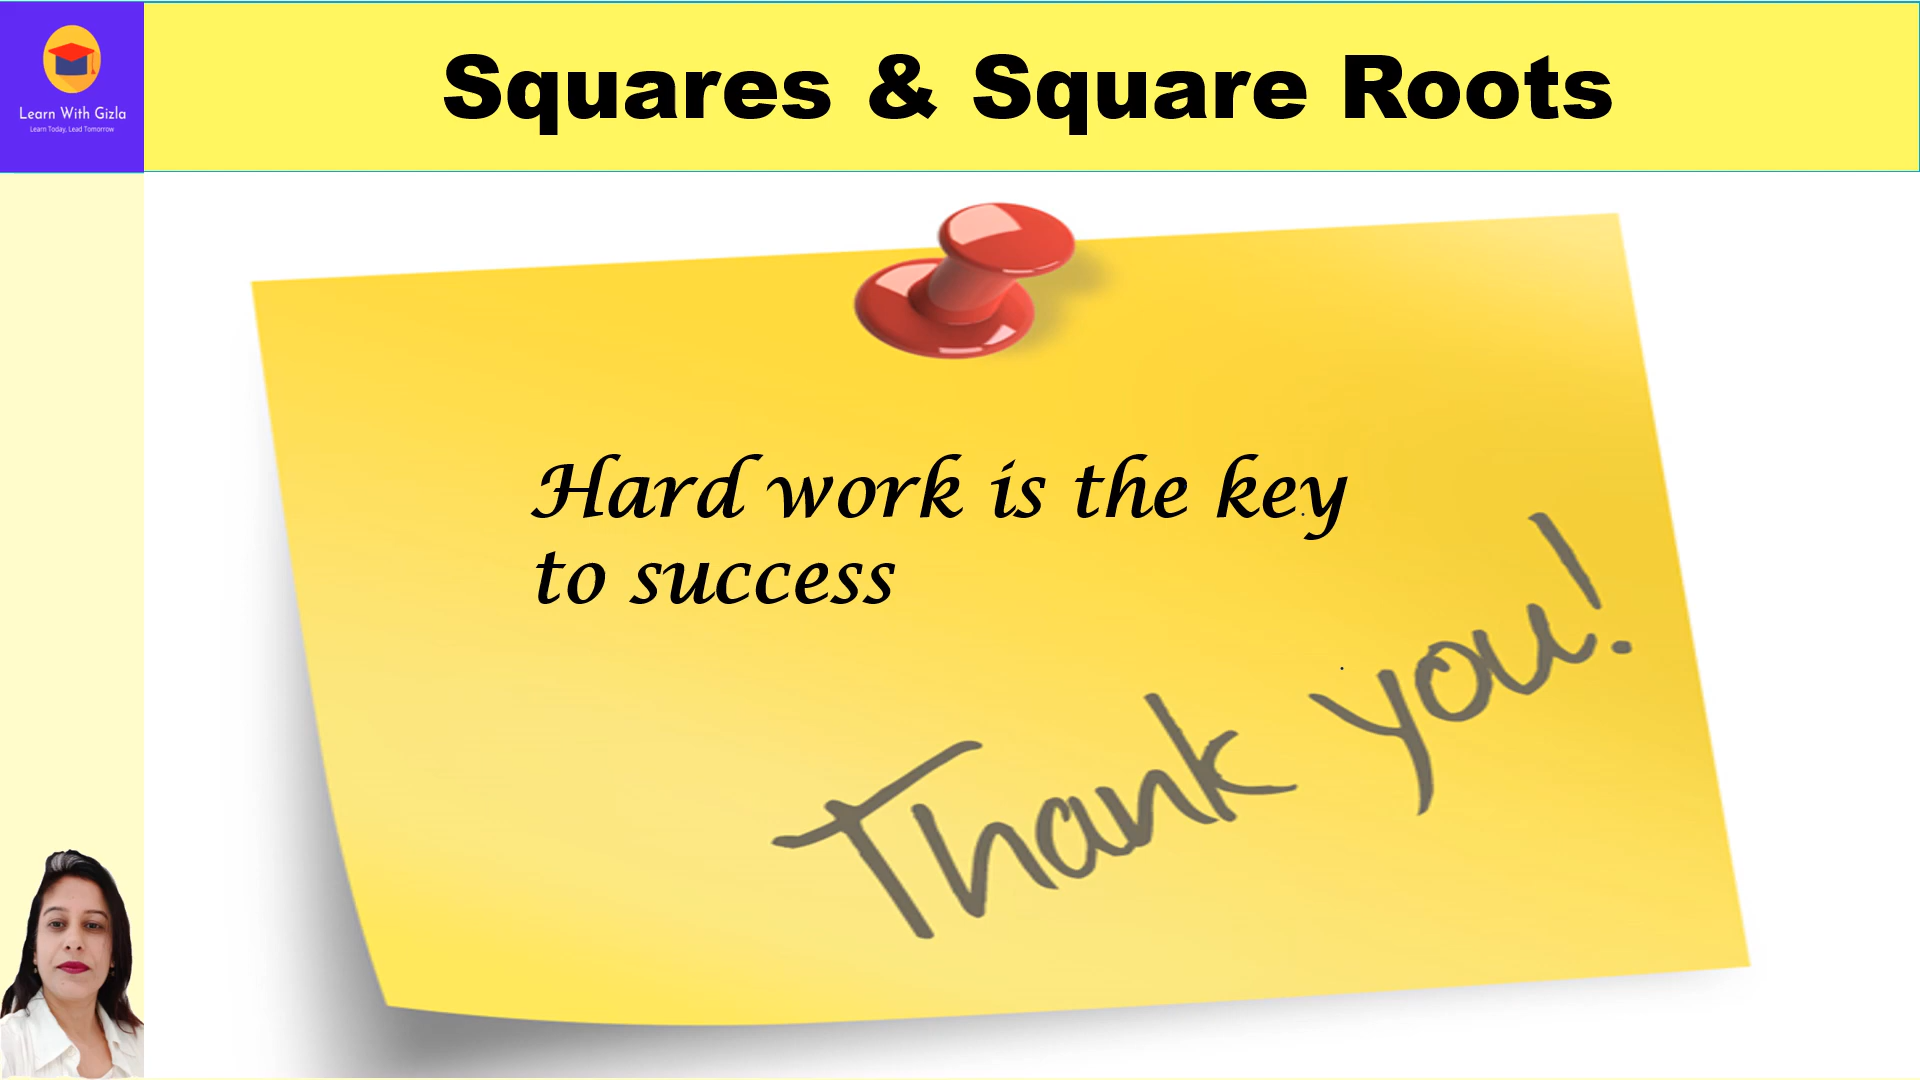 Learn With Gizla
Learn Today, Lead Tomorrow
Squares & Square Roots
Hard work is the key
to success
Thank you!